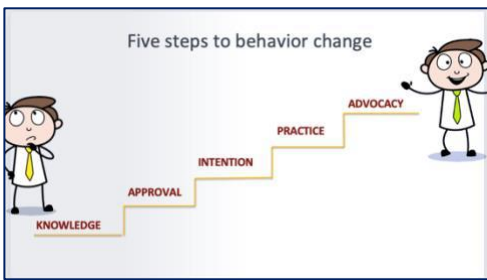 Five steps to behavior change
ADVOCACY
PRACTICE
INTENTION
APPROVAL
KNOWLEDGE